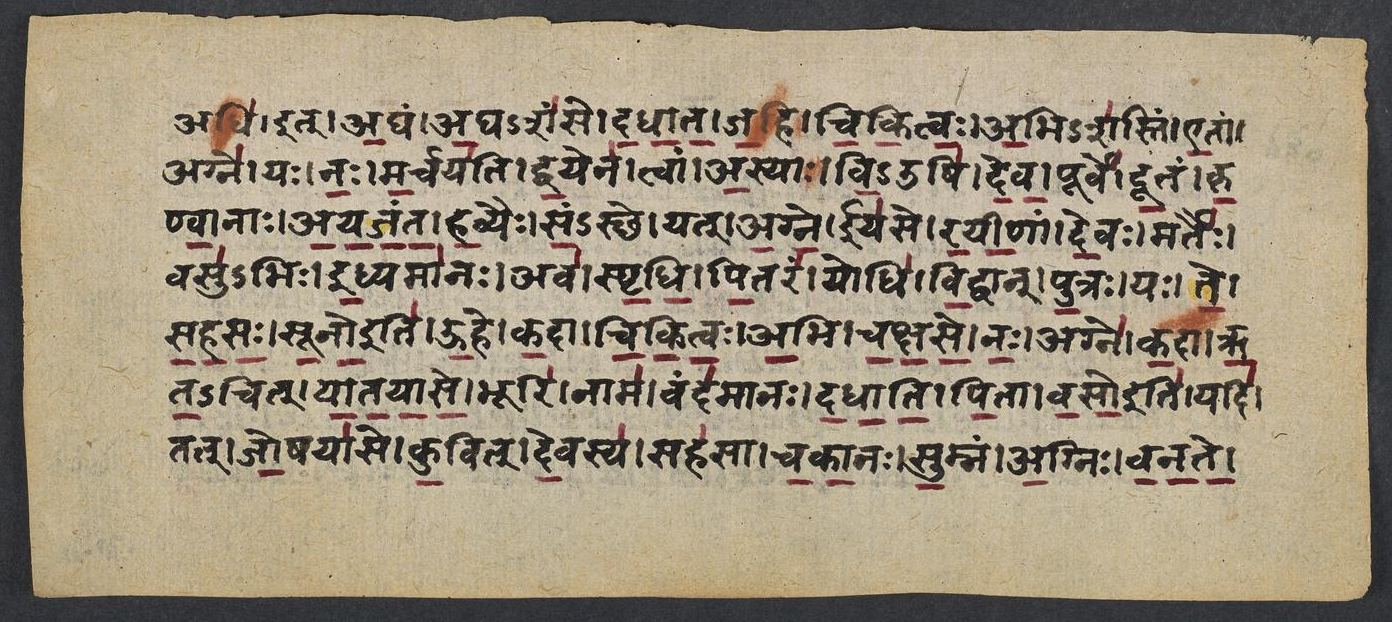 अधि। इत्। अघं। अघऽशंसे। दधात। जहि। चिकित्वः। अभिऽशस्तिं। एतां।
अग्ने। यः। नः। मर्चयति। द्वयेन। त्वां। अस्याः। विऽउषि। देव। पूर्वे। दूतं। कृ
ण्वानाः। अयजंत। हव्यैः। संऽस्थे। यत्। अग्ने। ईयसे। रयीणां। देवः। मर्तैः।
वसुऽभिः। इध्यमानः। अव। स्पृधि। पितरं। योधि। विद्वान्। पुत्रः। यः। ते।
सहसः। सूनोइति। ऊहे। कदा। चिकित्वः। अभि। चक्षसे। नः। अग्ने। कदा। ऋ
तऽचित्। यातयासे। भूरि। नाम। वंदमानः। दधाति। पिता। वसोइति। यदि।
तत्। जोषयासे। कुवित्। देवस्य। सहसा। चकानः। सुम्नं। अग्निः। वनते।